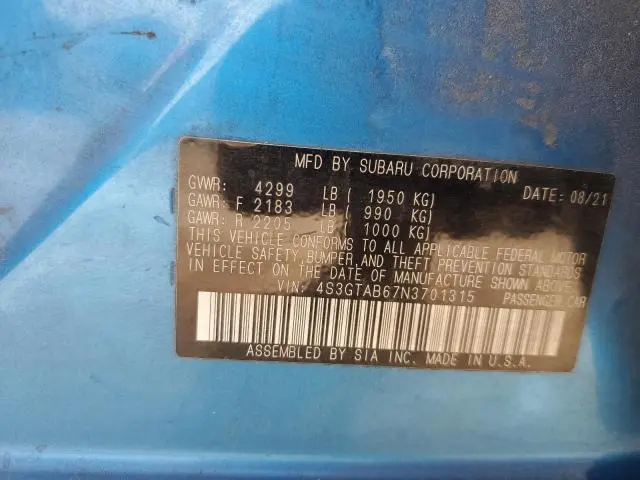 MFD BY SUBARU CORPORATION
GVWR: 4299 LB ( 1950 KG) DATE: 08/21
GAWR: F 2183 LB ( 990 KG)
GAWR: R 2205 LB ( 1000 KG)
THIS VEHICLE CONFORMS TO ALL APPLICABLE FEDERAL MOTOR
VEHICLE SAFETY, BUMPER, AND THEFT PREVENTION STANDARDS
IN EFFECT ON THE DATE OF MANUFACTURE SHOWN ABOVE.
VIN: 4S3GTAB67N3701315 PASSENGER CAR
ASSEMBLED BY SIA INC. MADE IN U.S.A.